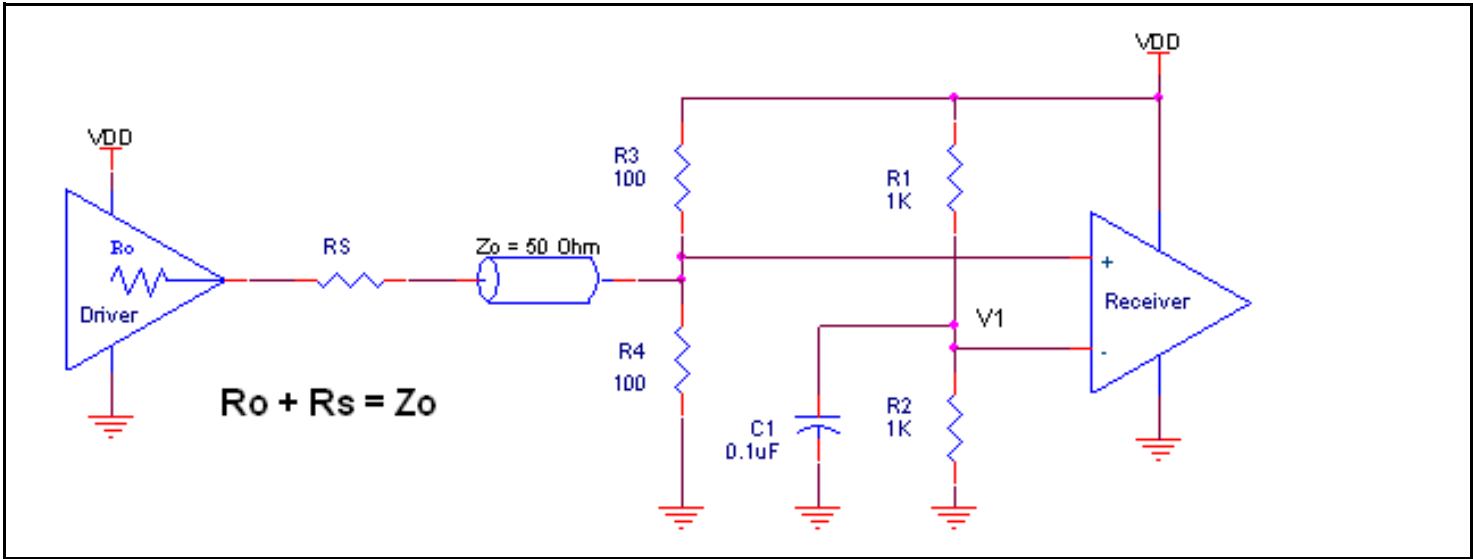 VDD
VDD
R3
100
R1
1K
Ro
RS
Zo = 50 Ohm
+
Driver
Receiver
V1
-
R4
100
Ro + Rs = Zo
C1
0.1uF
R2
1K